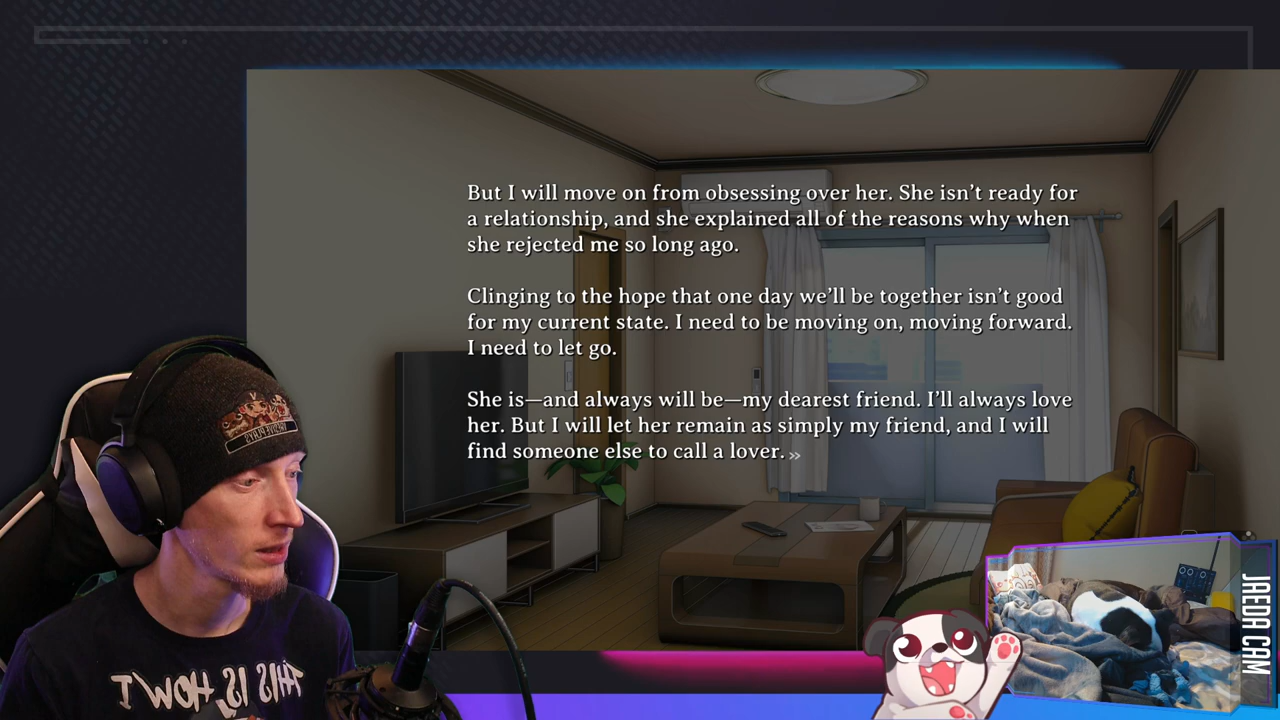 But I will move on from obsessing over her. She isn't ready for
a relationship, and she explained all of the reasons why when
she rejected me so long ago.
Clinging to the hope that one day we'll be together isn't good
for my current state. I need to be moving on, moving forward.
I need to let go.
She is—and always will be—my dearest friend. I'll always love
her. But I will let her remain as simply my friend, and I will
find someone else to call a lover. »
THIS IS HOW I
JAEDA CAM